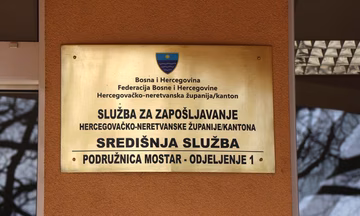 Bosna i Hercegovina
Federacija Bosne i Hercegovine
Hercegovačko-neretvanske županija/kanton
SLUŽBA ZA ZAPOŠLJAVANJE
HERCEGOVAČKO-NERETVANSKE ŽUPANIJE/KANTONA
SREDIŠNJA SLUŽBA
PODRUŽNICA MOSTAR - ODJELJENJE 1